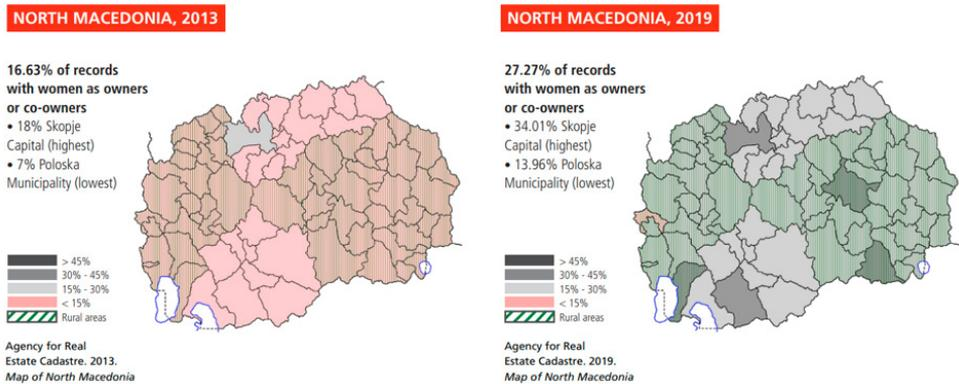 NORTH MACEDONIA, 2013
16.63% of records
with women as owners
or co-owners
• 18% Skopje
Capital (highest)
• 7% Poloska
Municipality (lowest)
> 45%
30% - 45%
15% - 30%
< 15%
Rural areas
Agency for Real
Estate Cadastre. 2013.
Map of North Macedonia
NORTH MACEDONIA, 2019
27.27% of records
with women as owners
or co-owners
• 34.01% Skopje
Capital (highest)
• 13.96% Poloska
Municipality (lowest)
> 45%
30% - 45%
15% - 30%
< 15%
Rural areas
Agency for Real
Estate Cadastre. 2019.
Map of North Macedonia